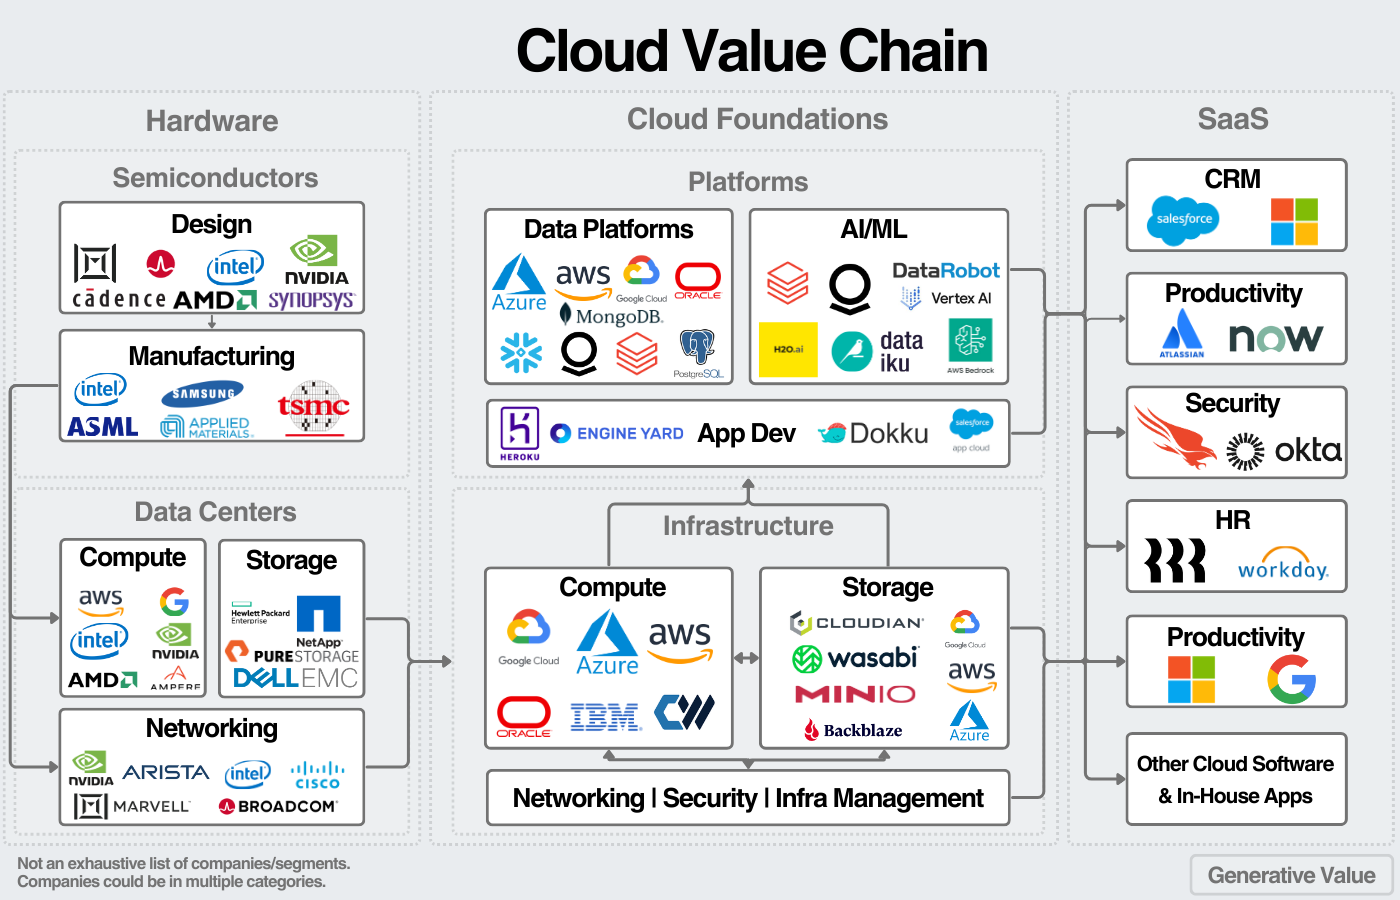 Cloud Value Chain
Hardware
Semiconductors
Design
intel
NVIDIA
cādence
AMD
SYNOPSYS
Manufacturing
intel
SAMSUNG
tsmc
ASML
APPLIED
MATERIALS
Data Centers
Compute
aws
G
intel
NVIDIA
AMD
AMPERE
Storage
Hewlett Packard
Enterprise
NetApp
PURESTORAGE
DELLEMC
Networking
NVIDIA
ARISTA
intel
CISCO
MARVELL
BROADCOM
Cloud Foundations
Platforms
Data Platforms
Azure
aws
Google Cloud
ORACLE
MongoDB
PostgreSQL
AI/ML
DataRobot
Vertex AI
H2O.ai
data
iku
AWS Bedrock
HEROKU
ENGINE YARD
App Dev
Dokku
salesforce
app cloud
Infrastructure
Compute
Google Cloud
Azure
aws
ORACLE
IBM
Storage
CLOUDIAN
Google Cloud
wasabi
aws
MINIO
Backblaze
Azure
Networking | Security | Infra Management
SaaS
CRM
salesforce
Productivity
ATLASSIAN
now
Security
okta
HR
workday
Productivity
G
Other Cloud Software
& In-House Apps
Not an exhaustive list of companies/segments.
Companies could be in multiple categories.
Generative Value